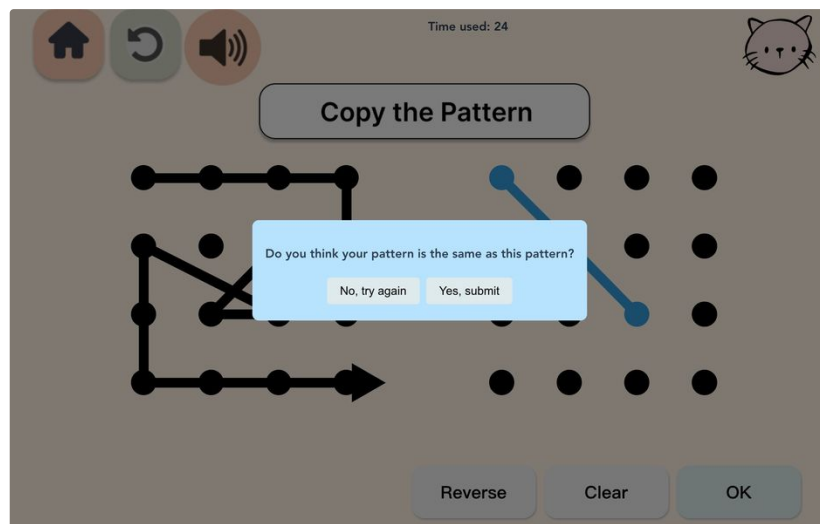 Time used: 24
Copy the Pattern
Do you think your pattern is the same as this pattern?
No, try again
Yes, submit
Reverse
Clear
OK